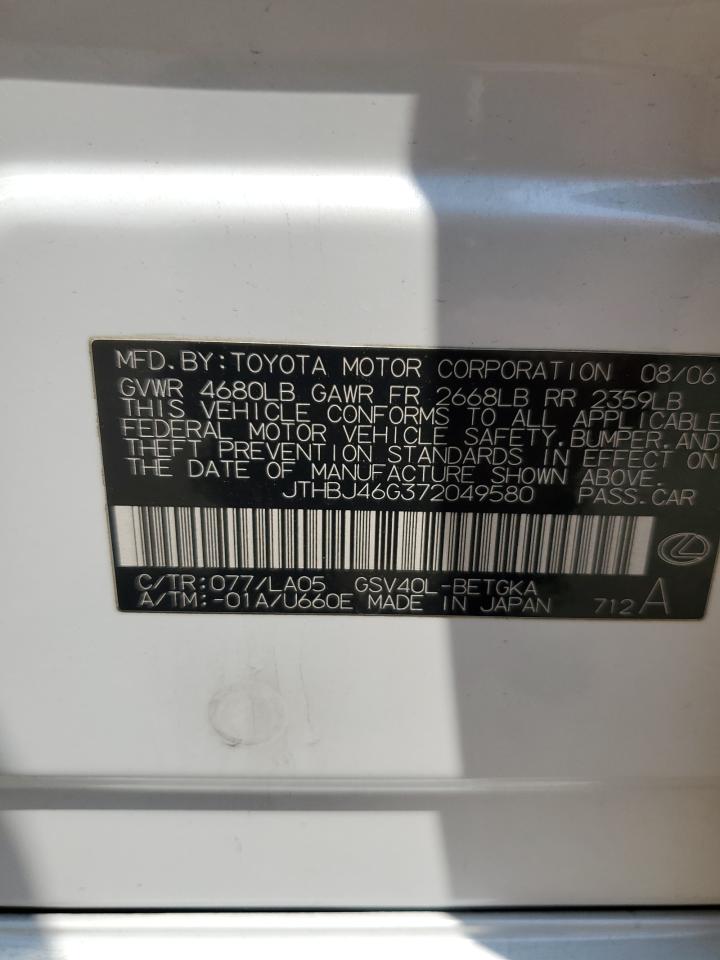 MFD.BY:TOYOTA MOTOR CORPORATION 08/06
GVWR 4680LB GAWR FR 2668LB RR 2359LB
THIS VEHICLE CONFORMS TO ALL APPLICABLE
FEDERAL MOTOR VEHICLE SAFETY,BUMPER,AND
THEFT PREVENTION STANDARDS IN EFFECT ON
THE DATE OF MANUFACTURE SHOWN ABOVE.
JTHBJ46G372049580 PASS.CAR
C/TR:077/LA05 GSV40L-BETGKA
A/TM:-01A/U660E MADE IN JAPAN 712A